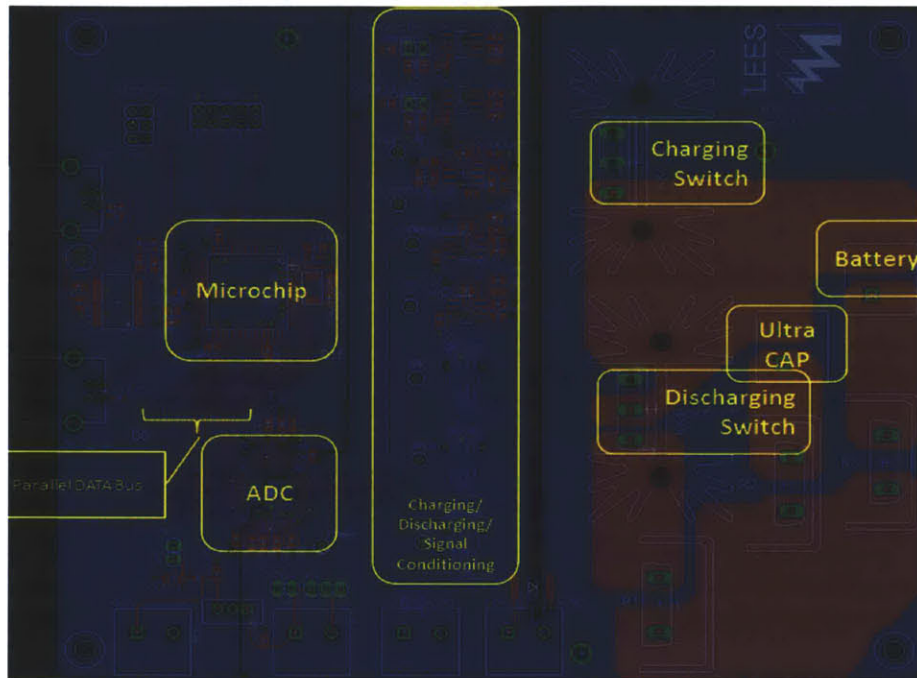 LEES
Charging
Switch
Battery
Microchip
Ultra
CAP
Discharging
Switch
Parallel DATA Bus
ADC
Charging/
Discharging/
Signal
Conditioning